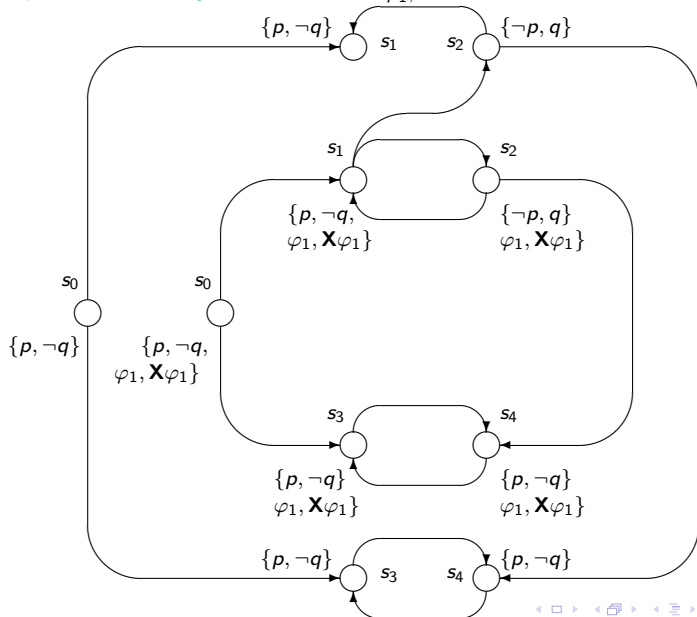 {p, ¬q} s₁ s₂ {¬p, q}
s₁ s₂
{p, ¬q, φ₁, Xφ₁}
{¬p, q} φ₁, Xφ₁}
s₀ s₀
{p, ¬q}
{p, ¬q, φ₁, Xφ₁}
s₃ s₄
{p, ¬q} φ₁, Xφ₁}
{p, ¬q} φ₁, Xφ₁}
{p, ¬q} s₃ s₄ {p, ¬q}